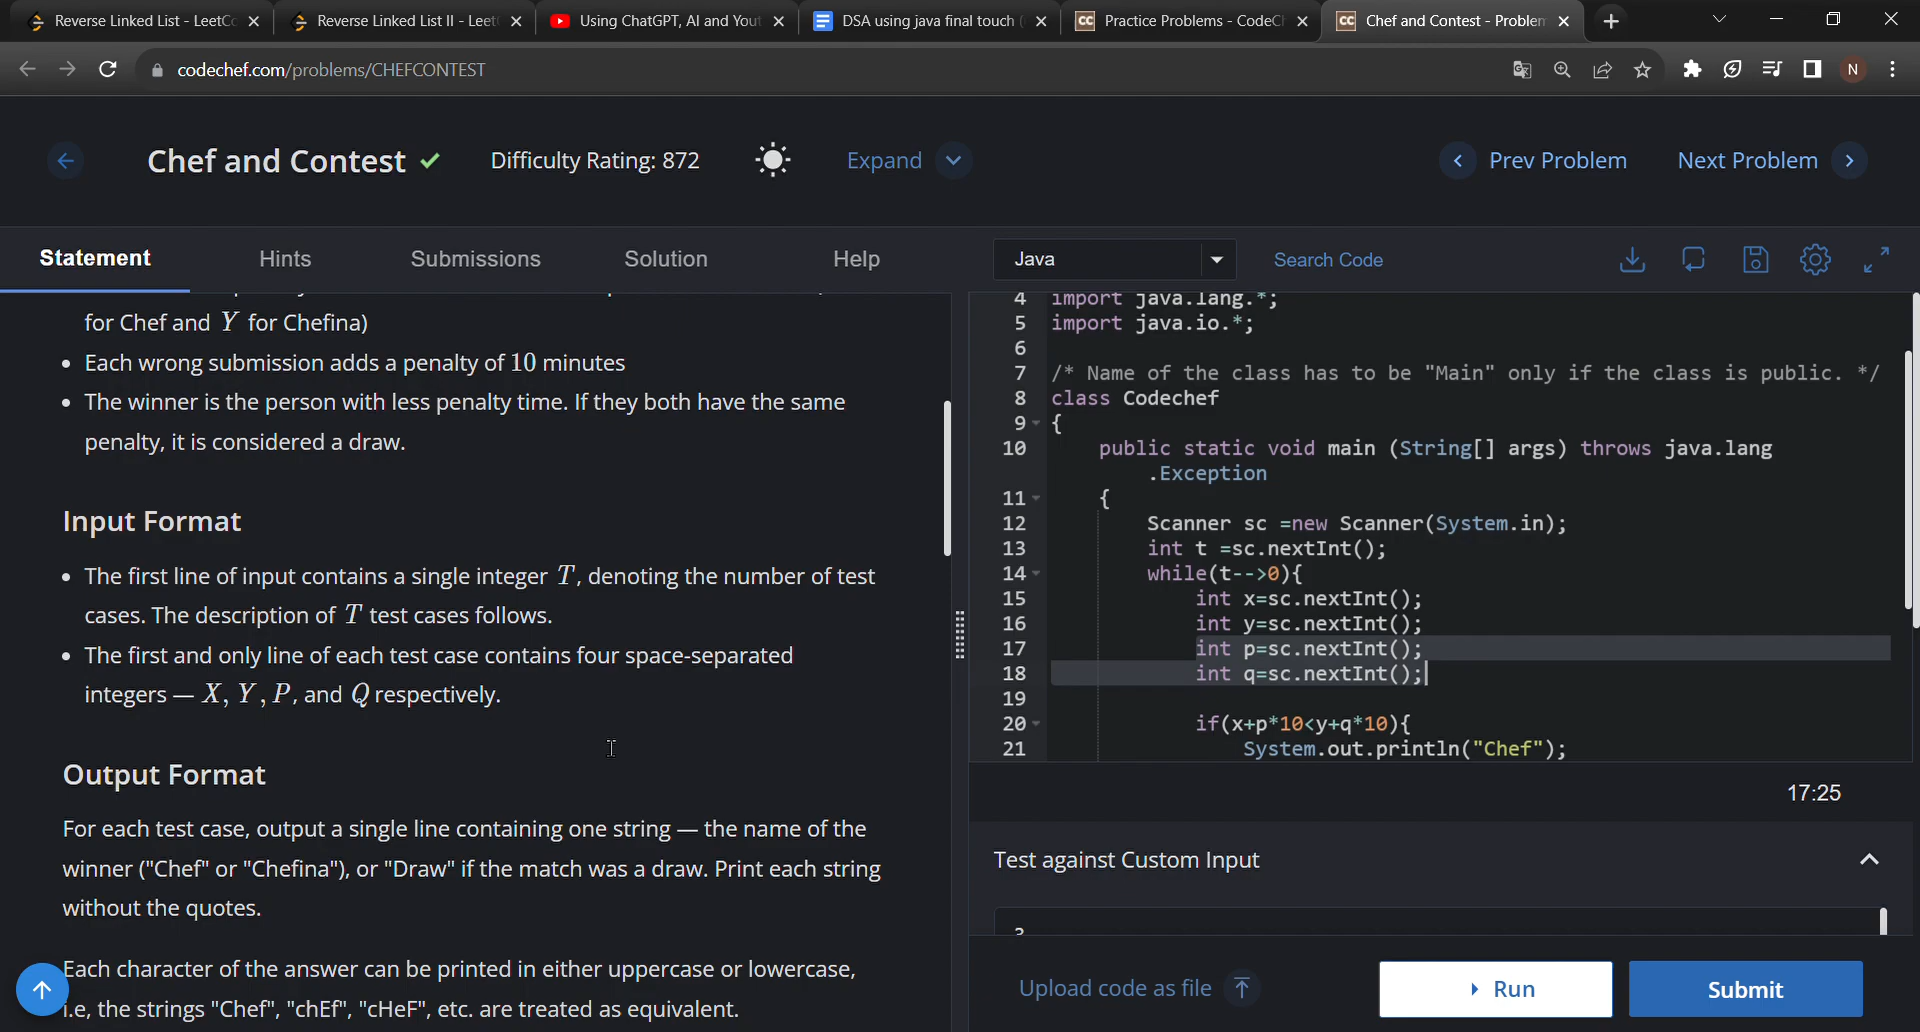 Reverse Linked List - LeetC
Reverse Linked List II - Leet
Using ChatGPT, AI and You
DSA using java final touch (
CC Practice Problems - CodeCh
CC Chef and Contest - Problem
codechef.com/problems/CHEFCONTEST
N
Chef and Contest
Difficulty Rating: 872
Expand
Prev Problem
Next Problem
Statement
Hints
Submissions
Solution
Help
Java
Search Code
for Chef and Y for Chefina)
• Each wrong submission adds a penalty of 10 minutes
• The winner is the person with less penalty time. If they both have the same
penalty, it is considered a draw.
Input Format
• The first line of input contains a single integer T, denoting the number of test
cases. The description of T test cases follows.
• The first and only line of each test case contains four space-separated
integers — X, Y, P, and Q respectively.
Output Format
For each test case, output a single line containing one string — the name of the
winner ("Chef" or "Chefina"), or "Draw" if the match was a draw. Print each string
without the quotes.
Each character of the answer can be printed in either uppercase or lowercase,
i.e, the strings "Chef", "chEf", "cHeF", etc. are treated as equivalent.
4 import java.lang.*;
5 import java.io.*;
6
7 /* Name of the class has to be "Main" only if the class is public. */
8 class Codechef
9 {
10 public static void main (String[] args) throws java.lang
.Exception
11 {
12 Scanner sc =new Scanner(System.in);
13 int t =sc.nextInt();
14 while(t-->0){
15 int x=sc.nextInt();
16 int y=sc.nextInt();
17 int p=sc.nextInt();
18 int q=sc.nextInt();
19
20 if(x+p*10<y+q*10){
21 System.out.println("Chef");
17:25
Test against Custom Input
Upload code as file
Run
Submit